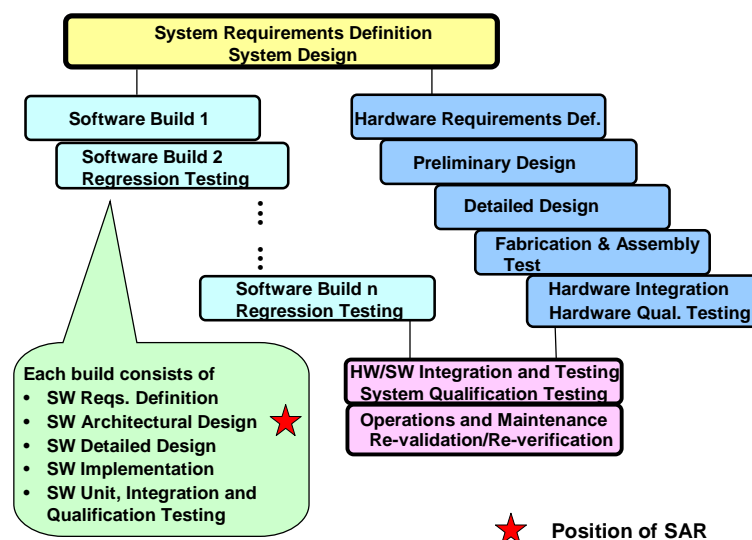 System Requirements Definition
System Design
Software Build 1
Software Build 2
Regression Testing
Software Build n
Regression Testing
Hardware Requirements Def.
Preliminary Design
Detailed Design
Fabrication & Assembly
Test
Hardware Integration
Hardware Qual. Testing
Each build consists of
• SW Reqs. Definition
• SW Architectural Design
• SW Detailed Design
• SW Implementation
• SW Unit, Integration and
Qualification Testing
HW/SW Integration and Testing
System Qualification Testing
Operations and Maintenance
Re-validation/Re-verification
Position of SAR